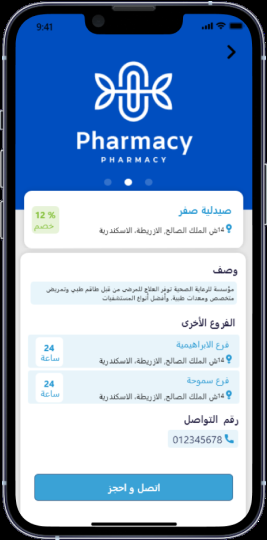 9:41
Pharmacy
PHARMACY
صيدلية صقر
14ش الملك الصالح, الازريطة، الاسكندرية
12 %
خصم
وصف
مؤسسة للرعاية الصحية توفر العلاج للمرضى من قبل طاقم طبي وتمريض
متخصص ومعدات طبية. وأفضل أنواع المستشفيات
الفروع الأخرى
فرع الابراهيمية
14ش الملك الصالح, الازريطة، الاسكندرية
24
ساعة
فرع سموحة
14ش الملك الصالح, الازريطة، الاسكندرية
24
ساعة
رقم التواصل
012345678
اتصل و احجز